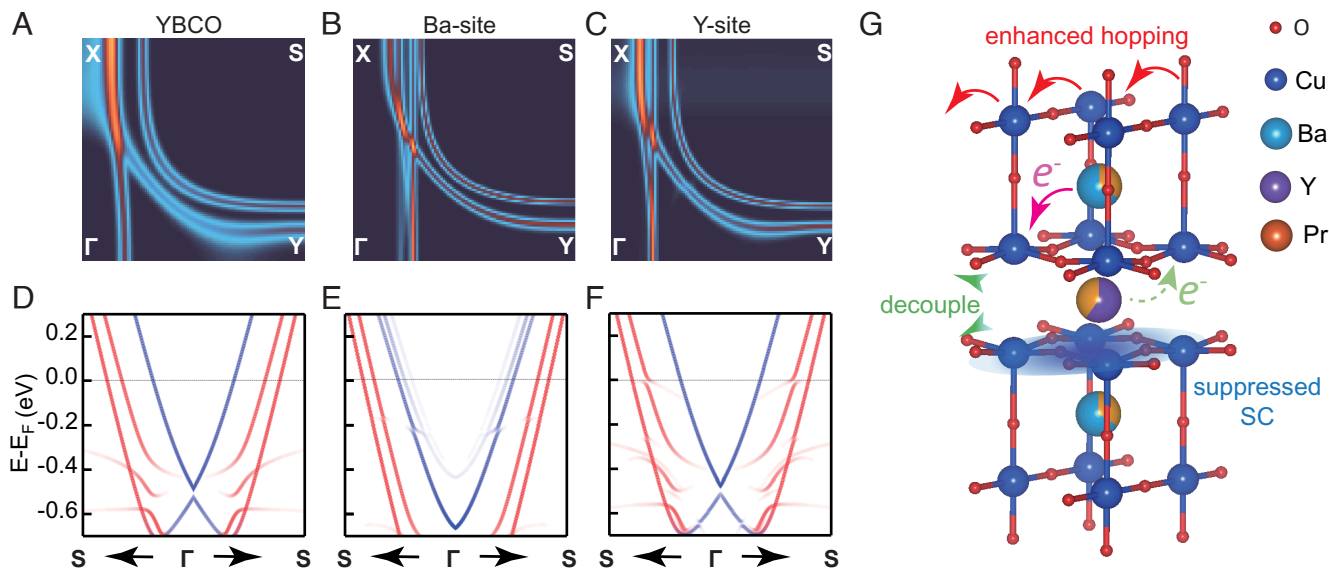 A YBCO
B Ba-site
C Y-site
G
X S
Γ Y
X S
Γ Y
X S
Γ Y
enhanced hopping
e-
decouple
e-
suppressed
SC
O
Cu
Ba
Y
Pr
D
E
F
E-E_F (eV)
0.2
0.0
-0.2
-0.4
-0.6
S Γ S
S Γ S
S Γ S